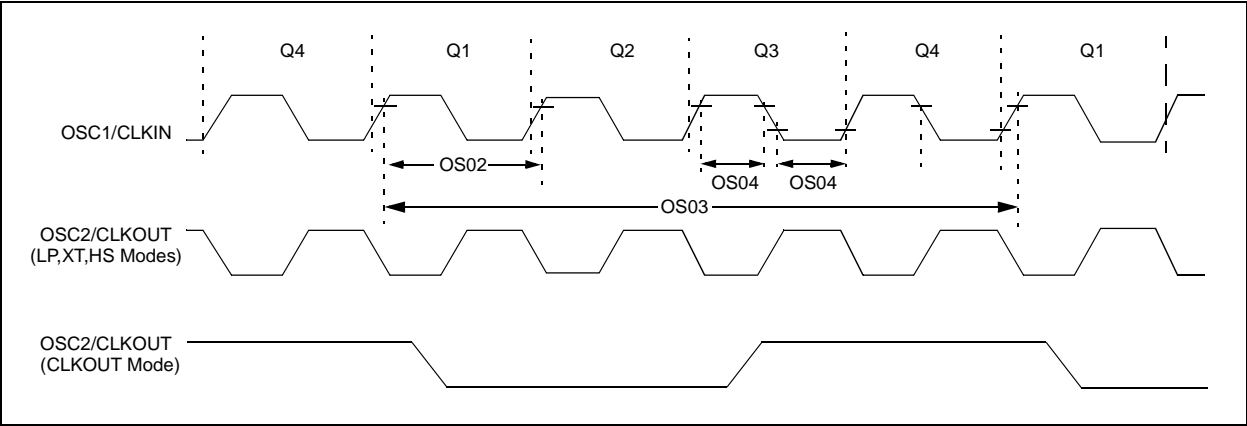 Q4 Q1 Q2 Q3 Q4 Q1
OSC1/CLKIN
OS02
OS04 OS04
OS03
OSC2/CLKOUT
(LP,XT,HS Modes)
OSC2/CLKOUT
(CLKOUT Mode)